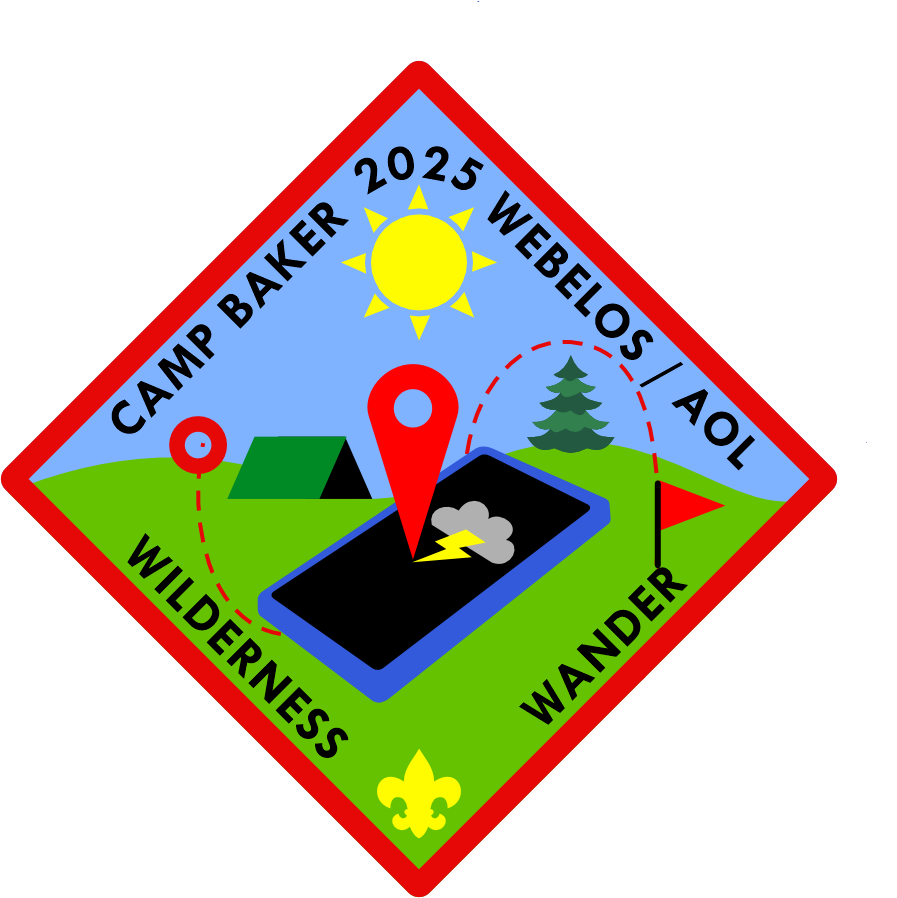 CAMP BAKER 2025 WEBELOS / AOL
WILDERNESS
WANDER